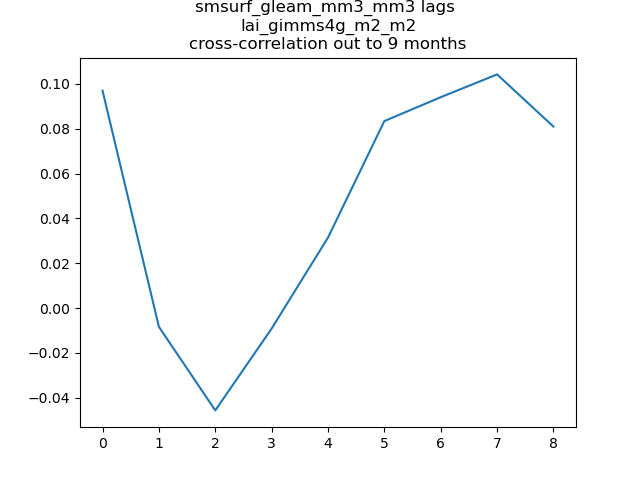 smsurf_gleam_mm3_mm3 lags
lai_gimms4g_m2_m2
cross-correlation out to 9 months
0.10
0.08
0.06
0.04
0.02
0.00
−0.02
−0.04
0 1 2 3 4 5 6 7 8